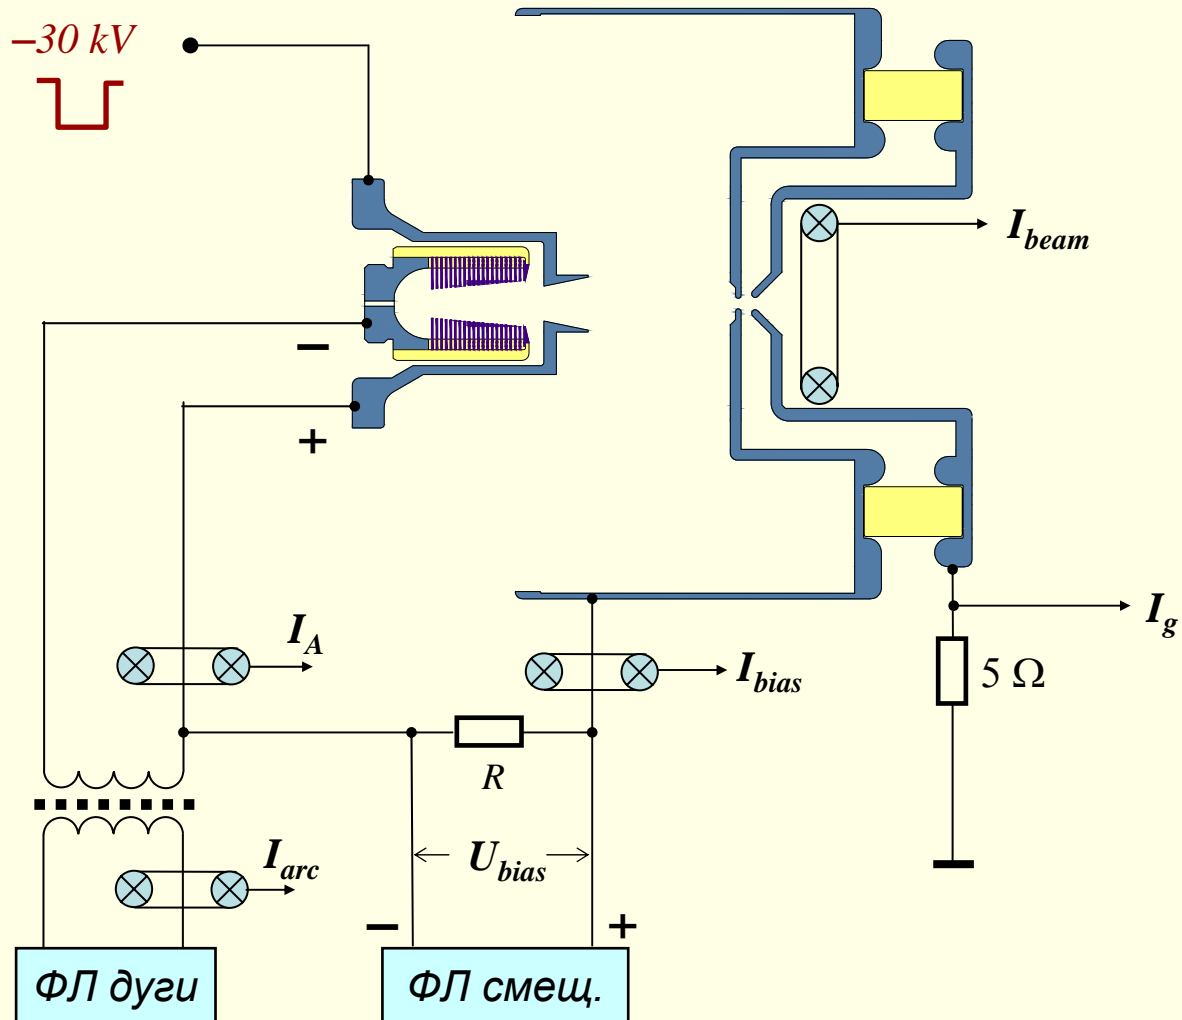 –30 kV
I_beam
–
+
I_A
I_bias
I_g
5 Ω
R
I_arc
U_bias
– +
ФЛ дуги
ФЛ смещ.